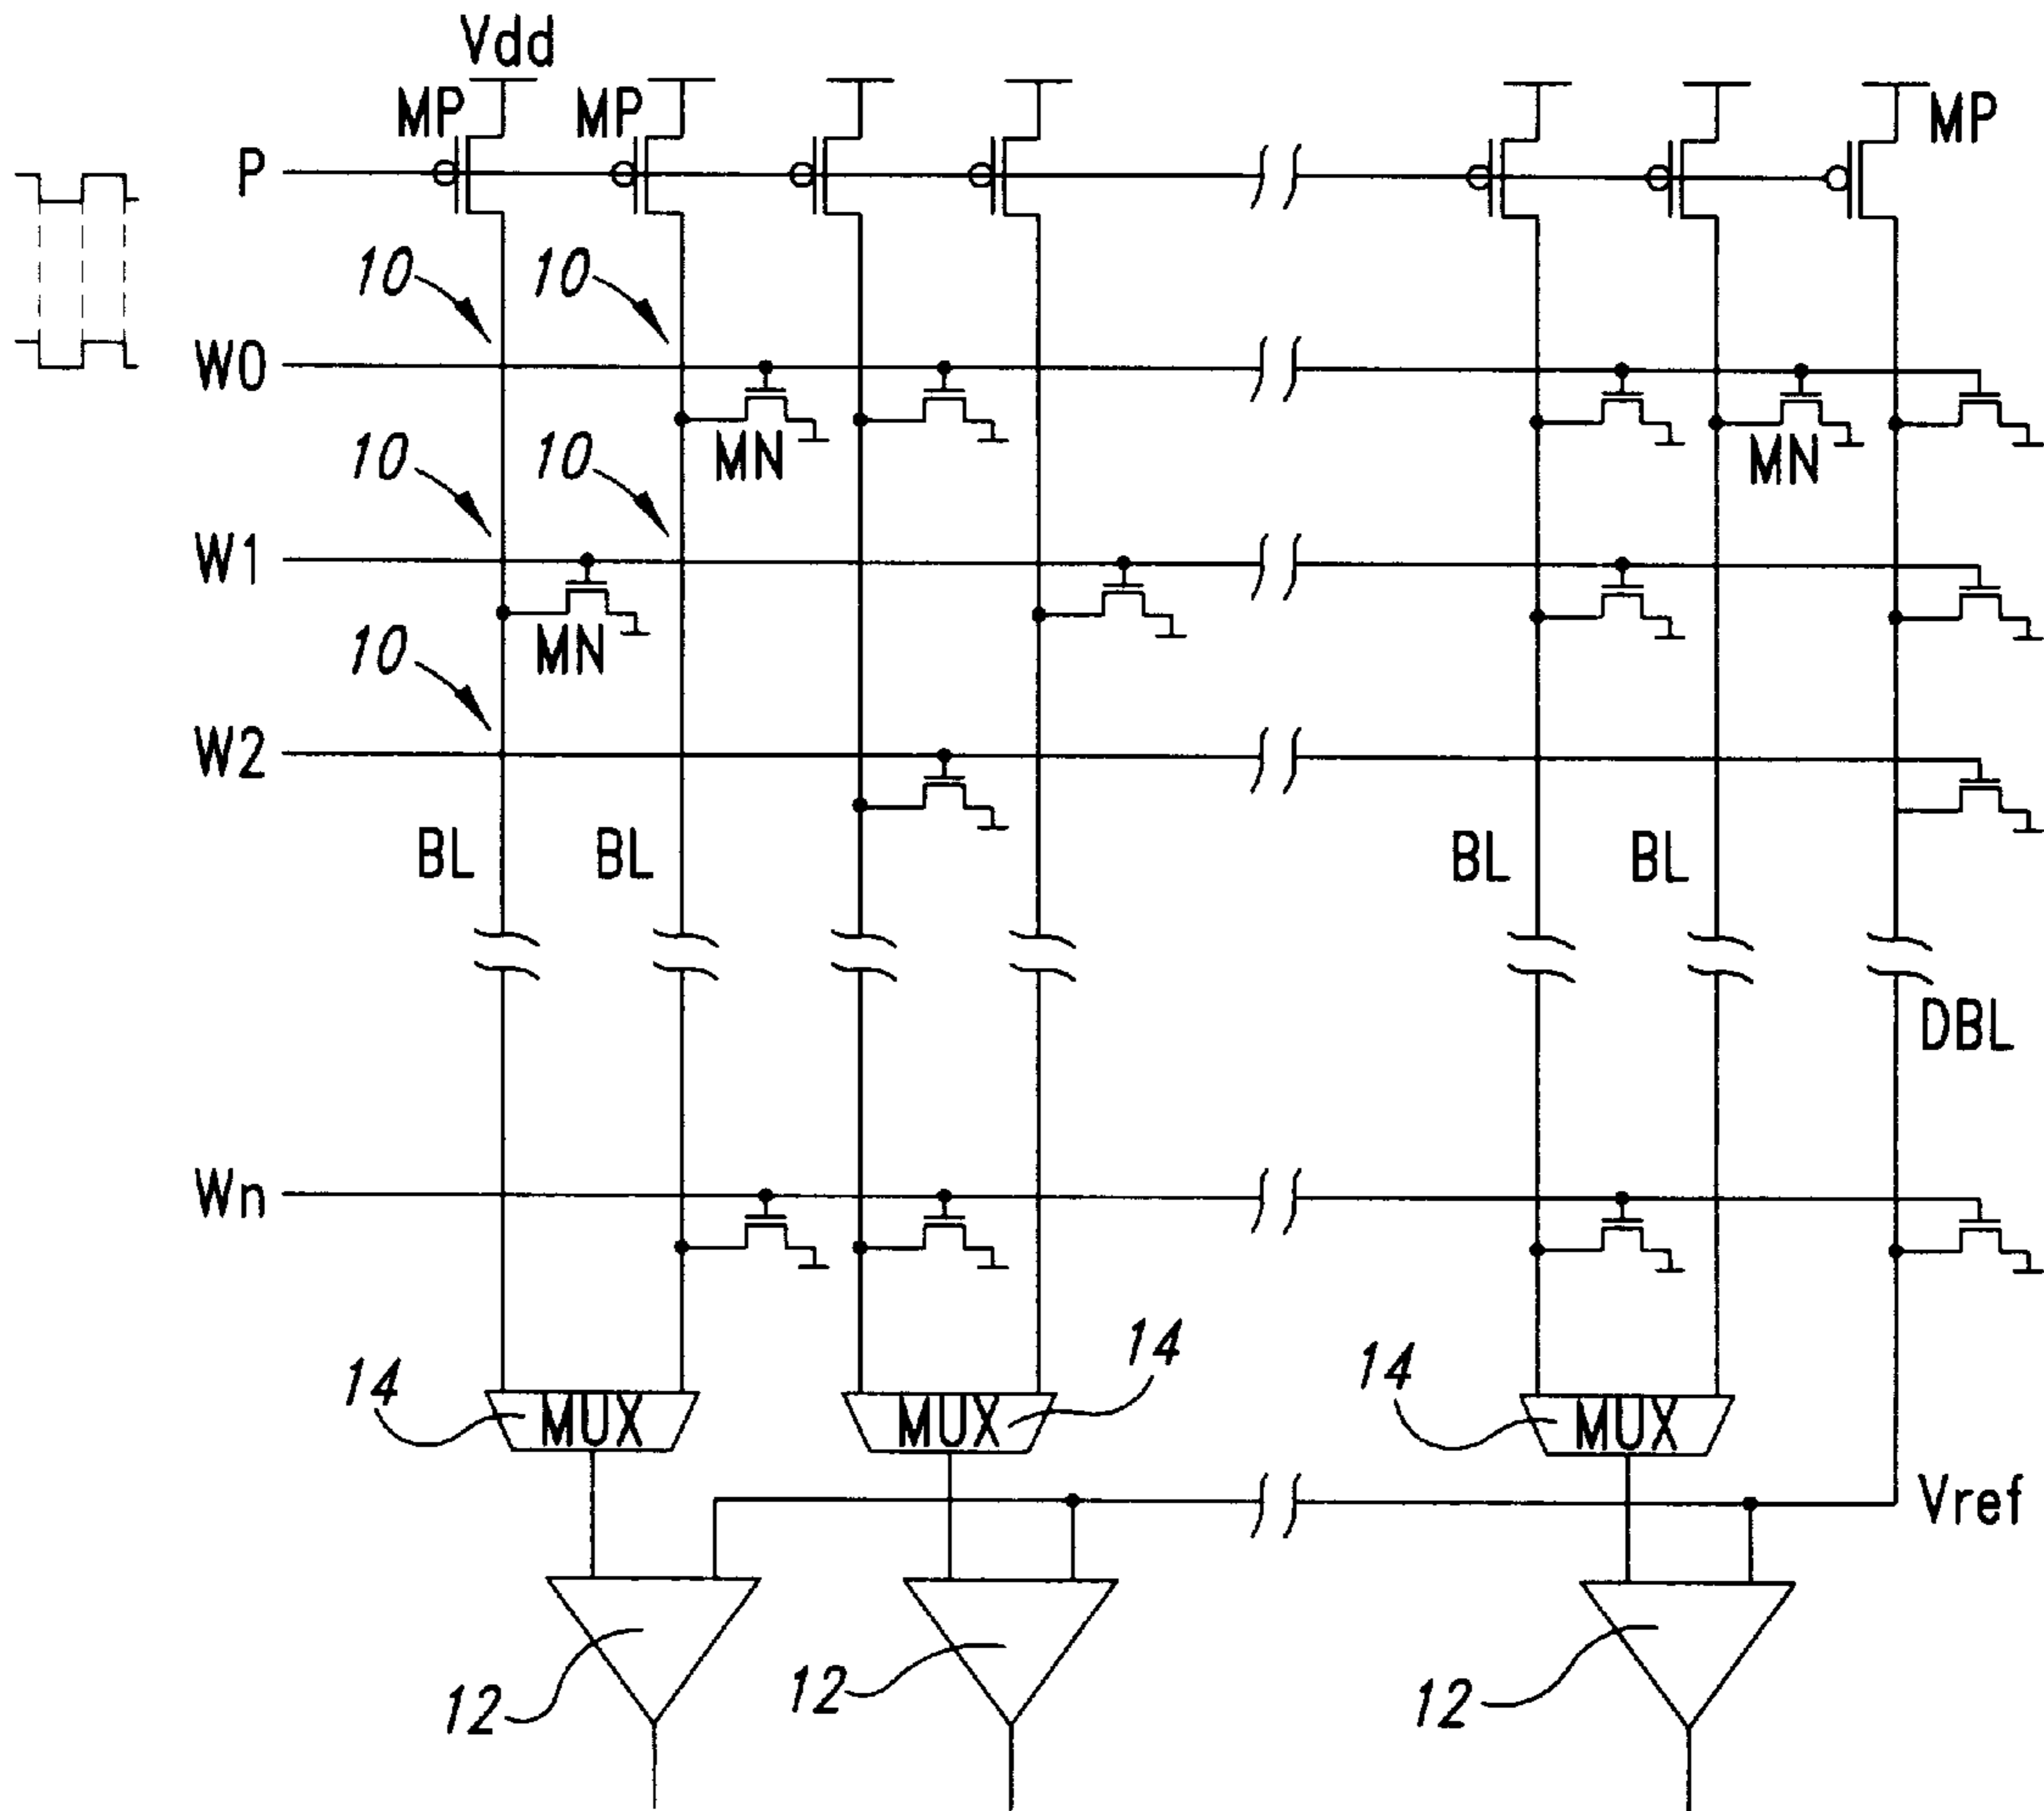 Vdd
MP MP MP
P
10 10
W0
MN MN
10 10
W1
MN
10
W2
BL BL BL BL
DBL
Wn
14 14 14
MUX MUX MUX
Vref
12 12 12